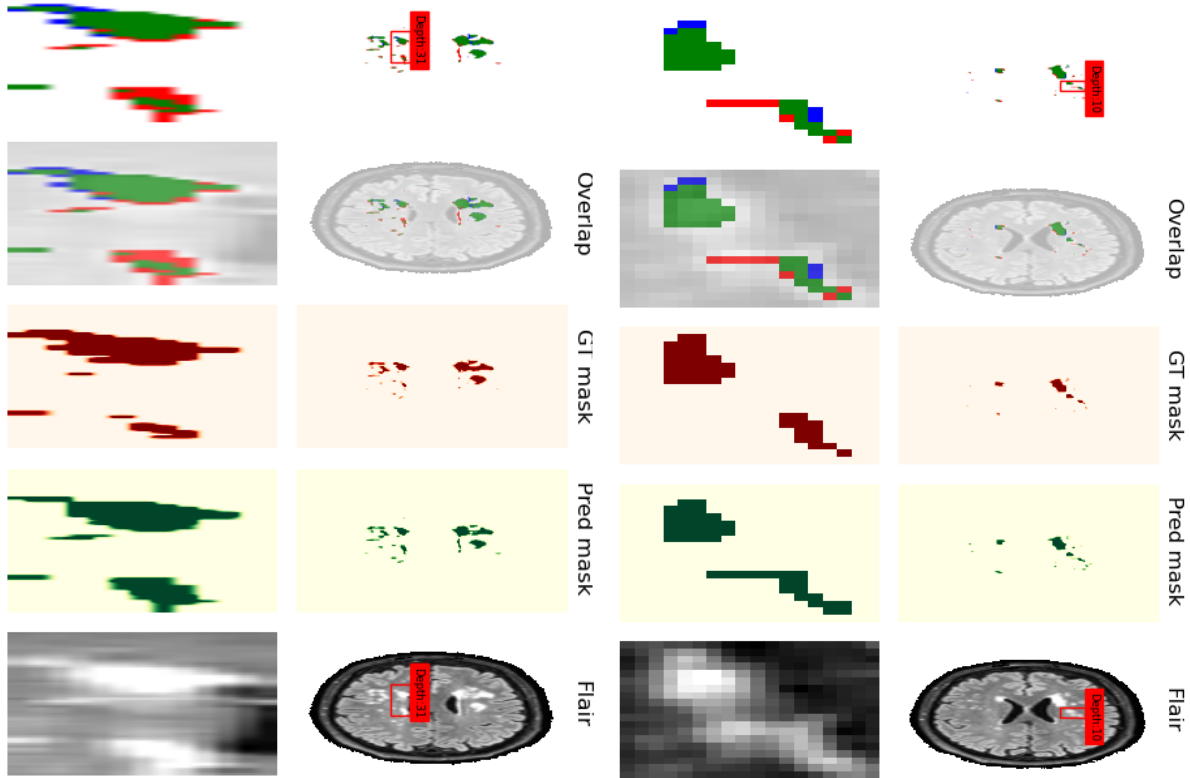 Overlap GT mask Pred mask Flair
Depth:10 Depth:10
Overlap GT mask Pred mask Flair
Depth:31 Depth:31